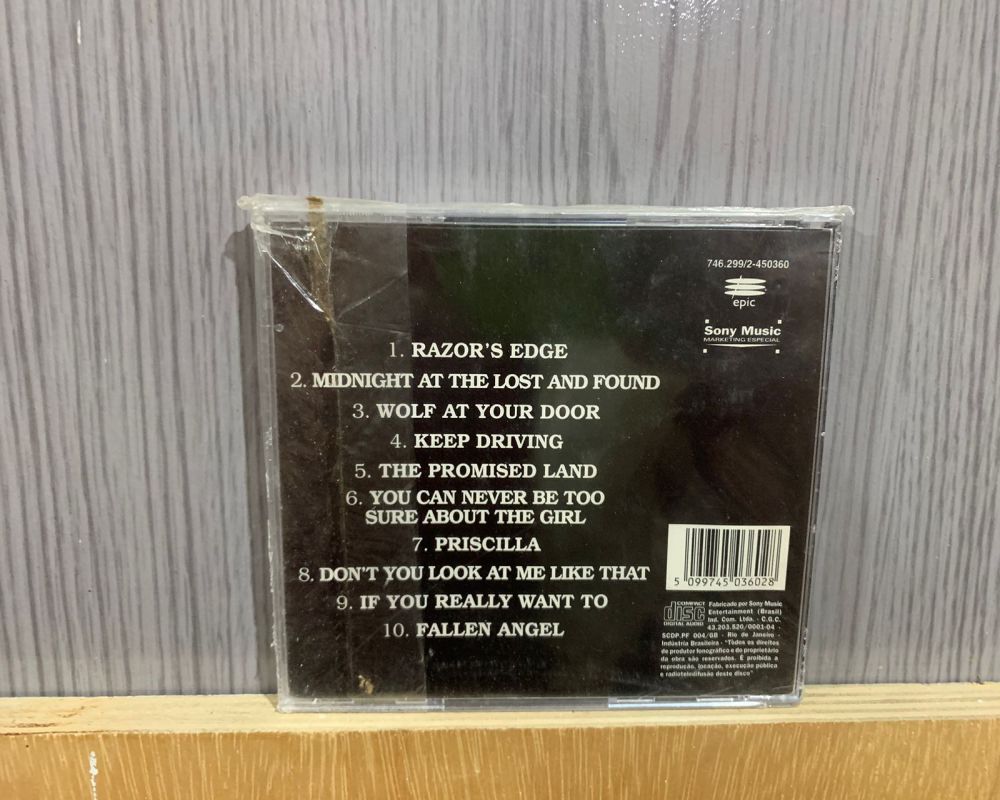 746.299/2-450360
epic
Sony Music
MARKETING ESPECIAL
1. RAZOR'S EDGE
2. MIDNIGHT AT THE LOST AND FOUND
3. WOLF AT YOUR DOOR
4. KEEP DRIVING
5. THE PROMISED LAND
6. YOU CAN NEVER BE TOO
SURE ABOUT THE GIRL
7. PRISCILLA
8. DON'T YOU LOOK AT ME LIKE THAT
9. IF YOU REALLY WANT TO
10. FALLEN ANGEL
5 099745 036028
COMPACT
disc
DIGITAL AUDIO
Fabricado por Sony Music
Entertainment (Brasil)
Ind. Com. Ltda. - C.G.C.
43.203.520/0001-04 -
SCDP.PF 004/GB - Rio de Janeiro -
Indústria Brasileira - "Todos os direitos
de produtor fonográfico e do proprietário
da obra são reservados. É proibida a
reprodução, locação, execução pública
e radioteledifusão deste disco"